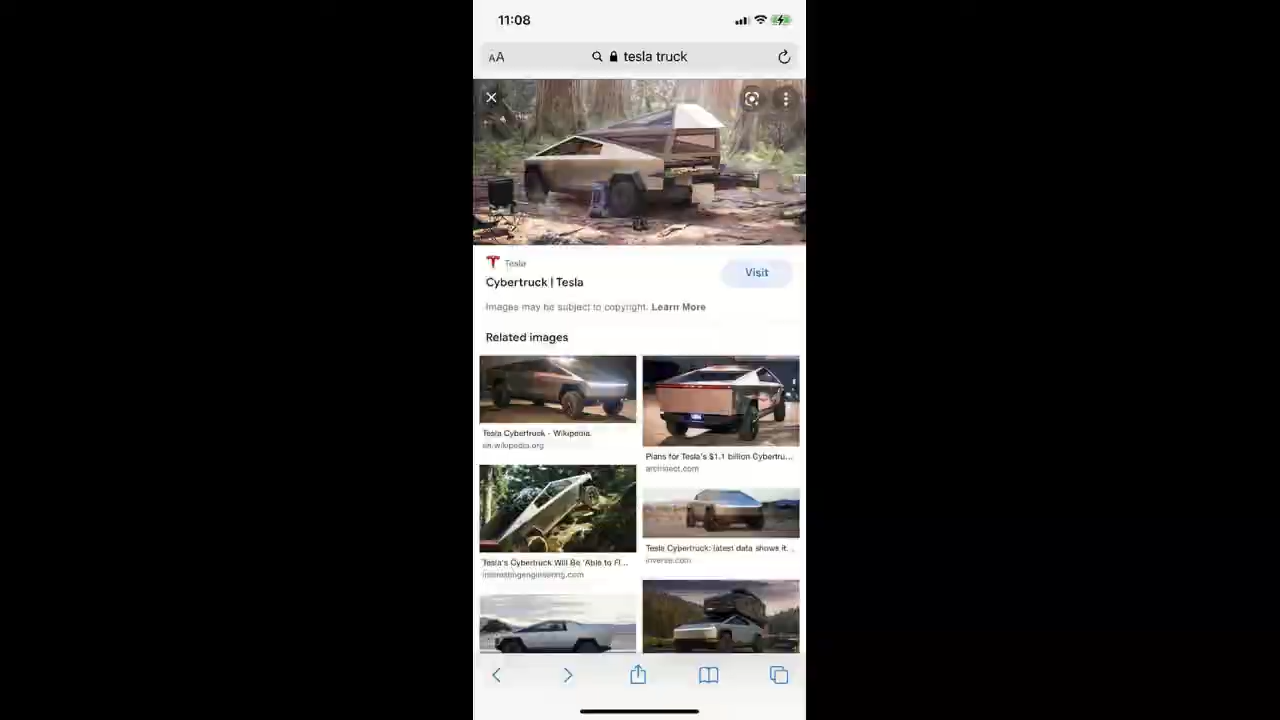 11:08
AA
tesla truck
Tesla
Cybertruck | Tesla
Visit
Images may be subject to copyright. Learn More
Related images
Tesla Cybertruck - Wikipedia
en.wikipedia.org
Plans for Tesla's $1.1 billion Cybertru...
architect.com
Tesla's Cybertruck Will Be 'Able to Fl...
interestingengineering.com
Tesla Cybertruck: latest data shows it...
inverse.com